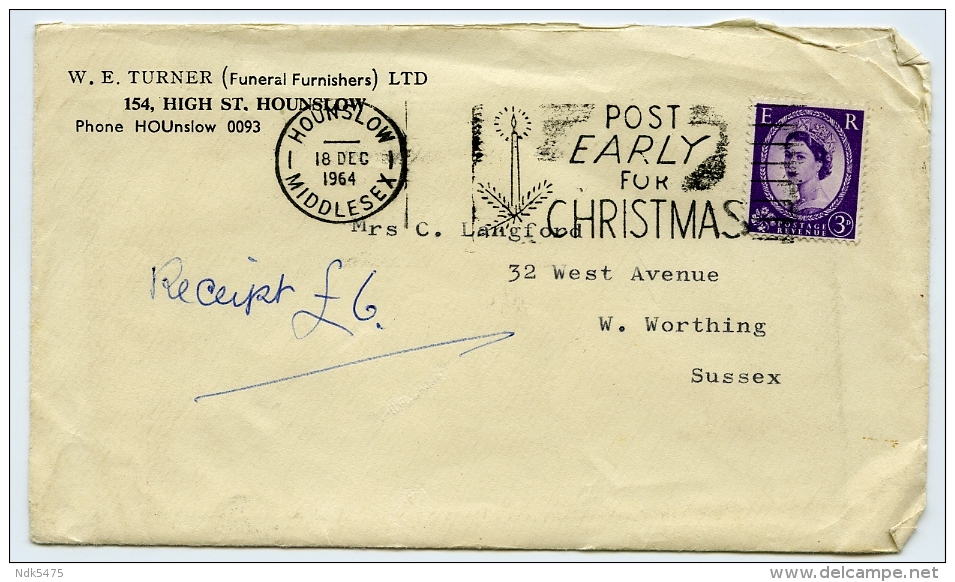 W. E. TURNER (Funeral Furnishers) LTD
154, HIGH ST. HOUNSLOW
Phone HOUnslow 0093
HOUNSLOW
18 DEC
1964
MIDDLESEX
POST
EARLY
FOR
CHRISTMAS
E R
POSTAGE
REVENUE
3D
Mrs C. Langford
32 West Avenue
W. Worthing
Sussex
Receipt £6.
Ndk5475
delcampe.net